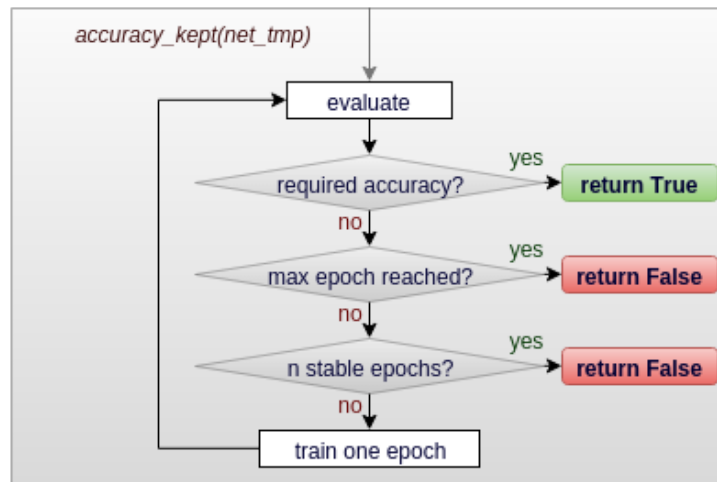 accuracy_kept(net_tmp)
evaluate
yes
required accuracy?
return True
no
yes
max epoch reached?
return False
no
yes
n stable epochs?
return False
no
train one epoch